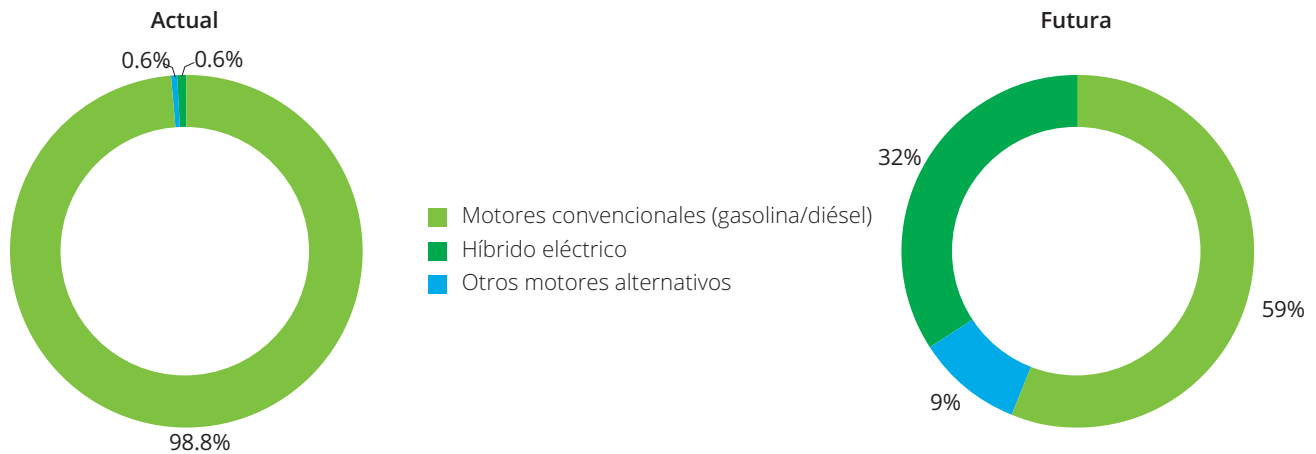 Actual
0.6%
0.6%
98.8%
Motores convencionales (gasolina/diésel)
Híbrido eléctrico
Otros motores alternativos
Futura
32%
59%
9%